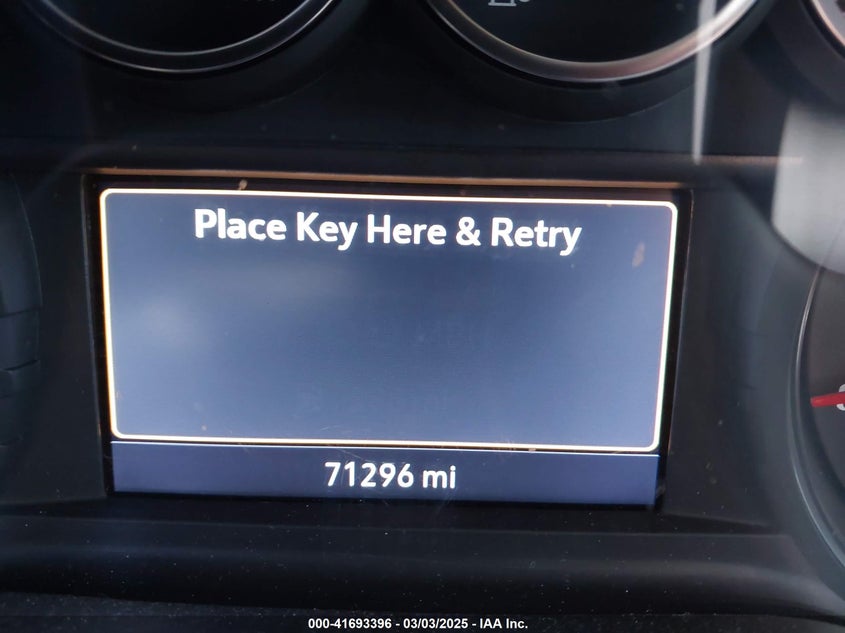 Place Key Here & Retry
71296 mi
000-41693396 - 03/03/2025 - IAA Inc.